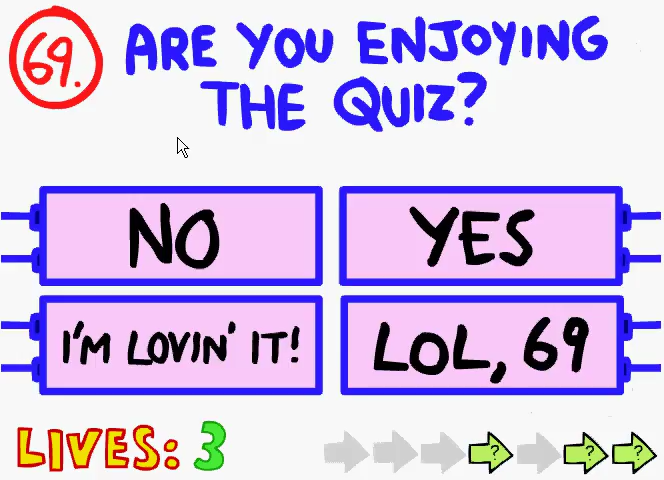 69.
ARE YOU ENJOYING
THE QUIZ?
NO
YES
I'M LOVIN' IT!
LOL, 69
LIVES: 3
? ? ?